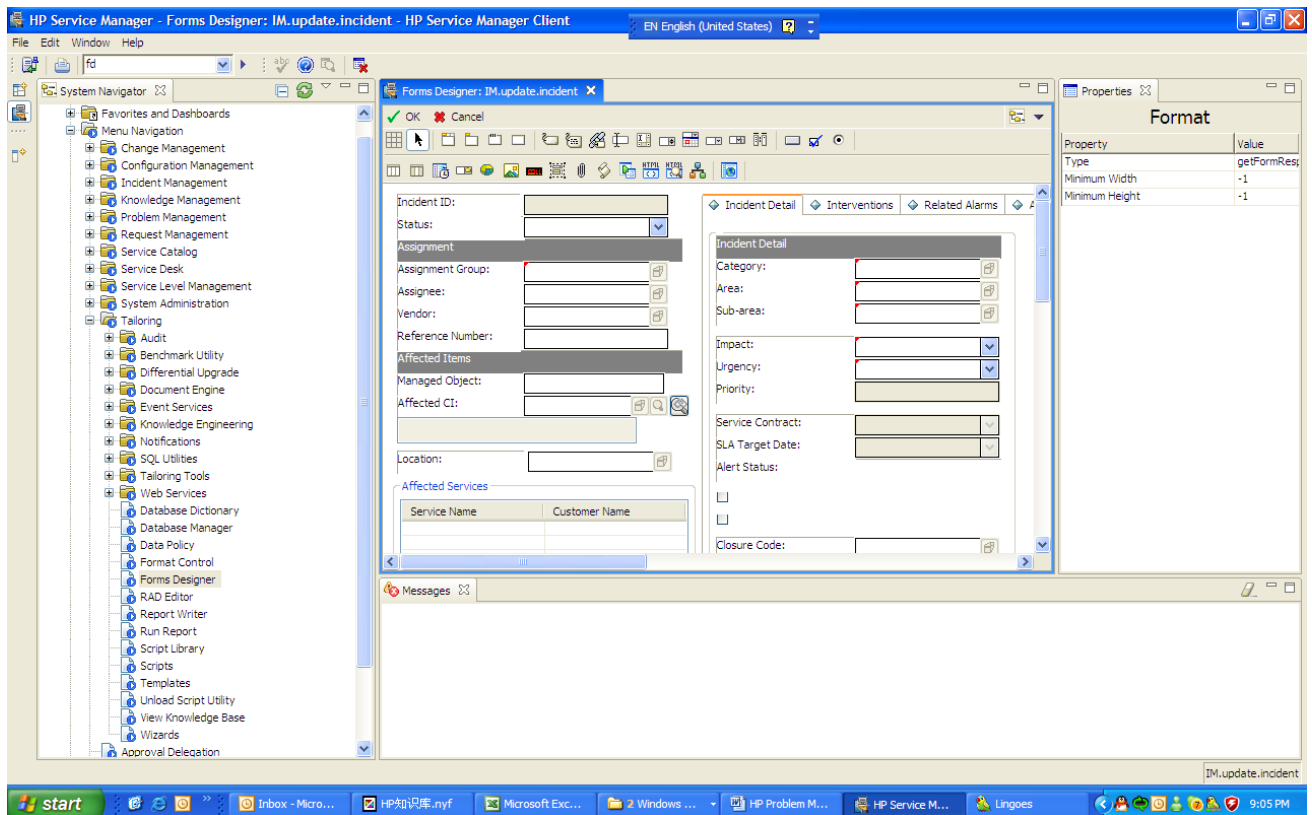 HP Service Manager - Forms Designer: IM.update.incident - HP Service Manager Client
EN English (United States)
File Edit Window Help
fd
System Navigator
Favorites and Dashboards
Menu Navigation
Change Management
Configuration Management
Incident Management
Knowledge Management
Problem Management
Request Management
Service Catalog
Service Desk
Service Level Management
System Administration
Tailoring
Audit
Benchmark Utility
Differential Upgrade
Document Engine
Event Services
Knowledge Engineering
Notifications
SQL Utilities
Tailoring Tools
Web Services
Database Dictionary
Database Manager
Data Policy
Format Control
Forms Designer
RAD Editor
Report Writer
Run Report
Script Library
Scripts
Templates
Unload Script Utility
View Knowledge Base
Wizards
Approval Delegation
Forms Designer: IM.update.incident
OK Cancel
Incident ID:
Status:
Assignment
Assignment Group:
Assignee:
Vendor:
Reference Number:
Affected Items
Managed Object:
Affected CI:
Location:
Affected Services
Service Name Customer Name
Incident Detail Interventions Related Alarms A
Incident Detail
Category:
Area:
Sub-area:
Impact:
Urgency:
Priority:
Service Contract:
SLA Target Date:
Alert Status:
Closure Code:
Properties
Format
Property Value
Type getFormResp
Minimum Width -1
Minimum Height -1
Messages
IM.update.incident
start Inbox - Micro... HP知识库.nyf Microsoft Exc... 2 Windows ... HP Problem M... HP Service M... Lingoes 9:05 PM